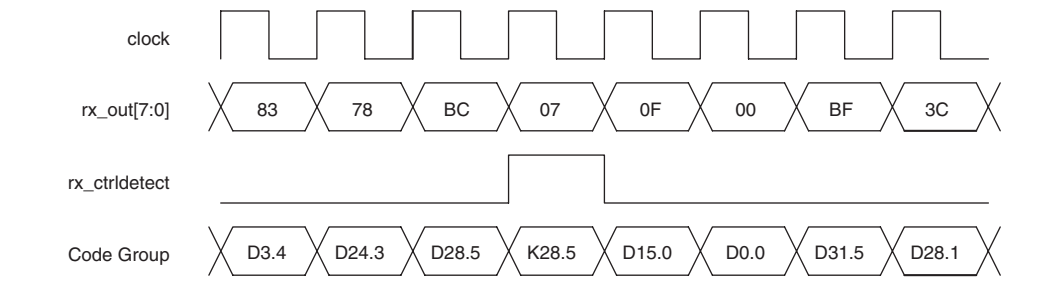 clock
rx_out[7:0] 83 78 BC 07 0F 00 BF 3C
rx_ctrldetect
Code Group D3.4 D24.3 D28.5 K28.5 D15.0 D0.0 D31.5 D28.1